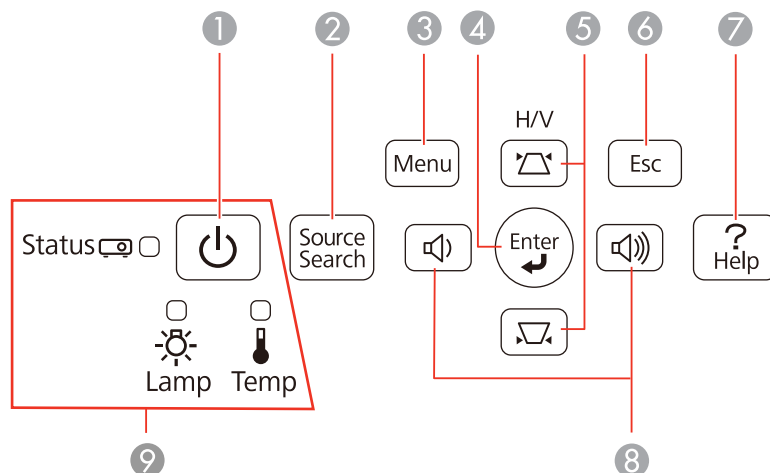 1 2 3 4 5 6 7
H/V
Menu
Esc
Status
Source
Search
Enter
?
Help
Lamp Temp
9 8